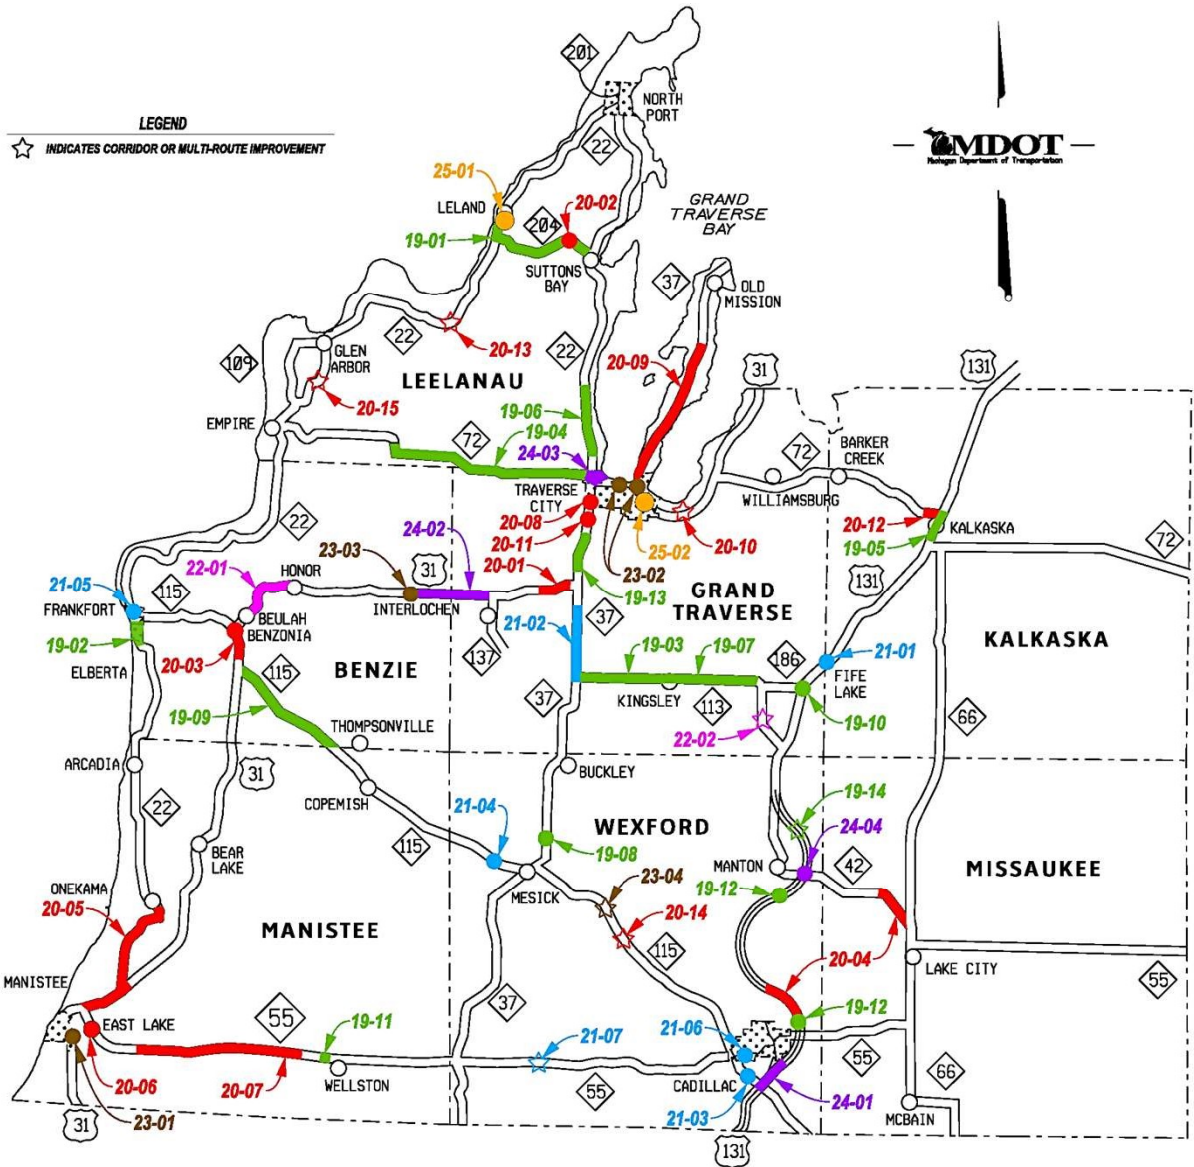 201
NORTH
PORT
LEGEND
INDICATES CORRIDOR OR MULTI-ROUTE IMPROVEMENT
MDOT
Michigan Department of Transportation
22
25-01
LELAND
204
20-02
GRAND
TRAVERSE
BAY
19-01
SUTTONS
BAY
37
OLD
MISSION
109
GLEN
ARBOR
22
20-13
22
20-09
31
131
LEELANAU
20-15
EMPIRE
19-06
72
19-04
24-03
72
BARKER
CREEK
TRAVERSE
CITY
WILLIAMSBURG
22
20-08
20-11
25-02
20-10
20-12
KALKASKA
19-05
72
24-02
23-03
31
20-01
23-02
22-01
HONOR
INTERLOCHEN
19-13
131
21-05
115
FRANKFORT
BEULAH
BENZONIA
19-02
GRAND
TRAVERSE
37
21-02
137
19-03
19-07
186
21-01
KALKASKA
ELBERTA
20-03
115
BENZIE
KINGSLEY
113
FIFE
LAKE
19-09
37
22-02
19-10
66
THOMPSONVILLE
ARCADIA
31
BUCKLEY
COPEMISH
22
21-04
19-14
WEXFORD
24-04
115
19-08
BEAR
LAKE
MANTON
42
MISSAUKEE
MESICK
23-04
19-12
ONEKAMA
20-05
20-14
MANISTEE
115
20-04
LAKE CITY
MANISTEE
37
55
EAST LAKE
55
19-11
19-12
21-06
21-07
55
20-06
20-07
WELLSTON
55
CADILLAC
66
23-01
21-03
24-01
MCBAIN
31
131